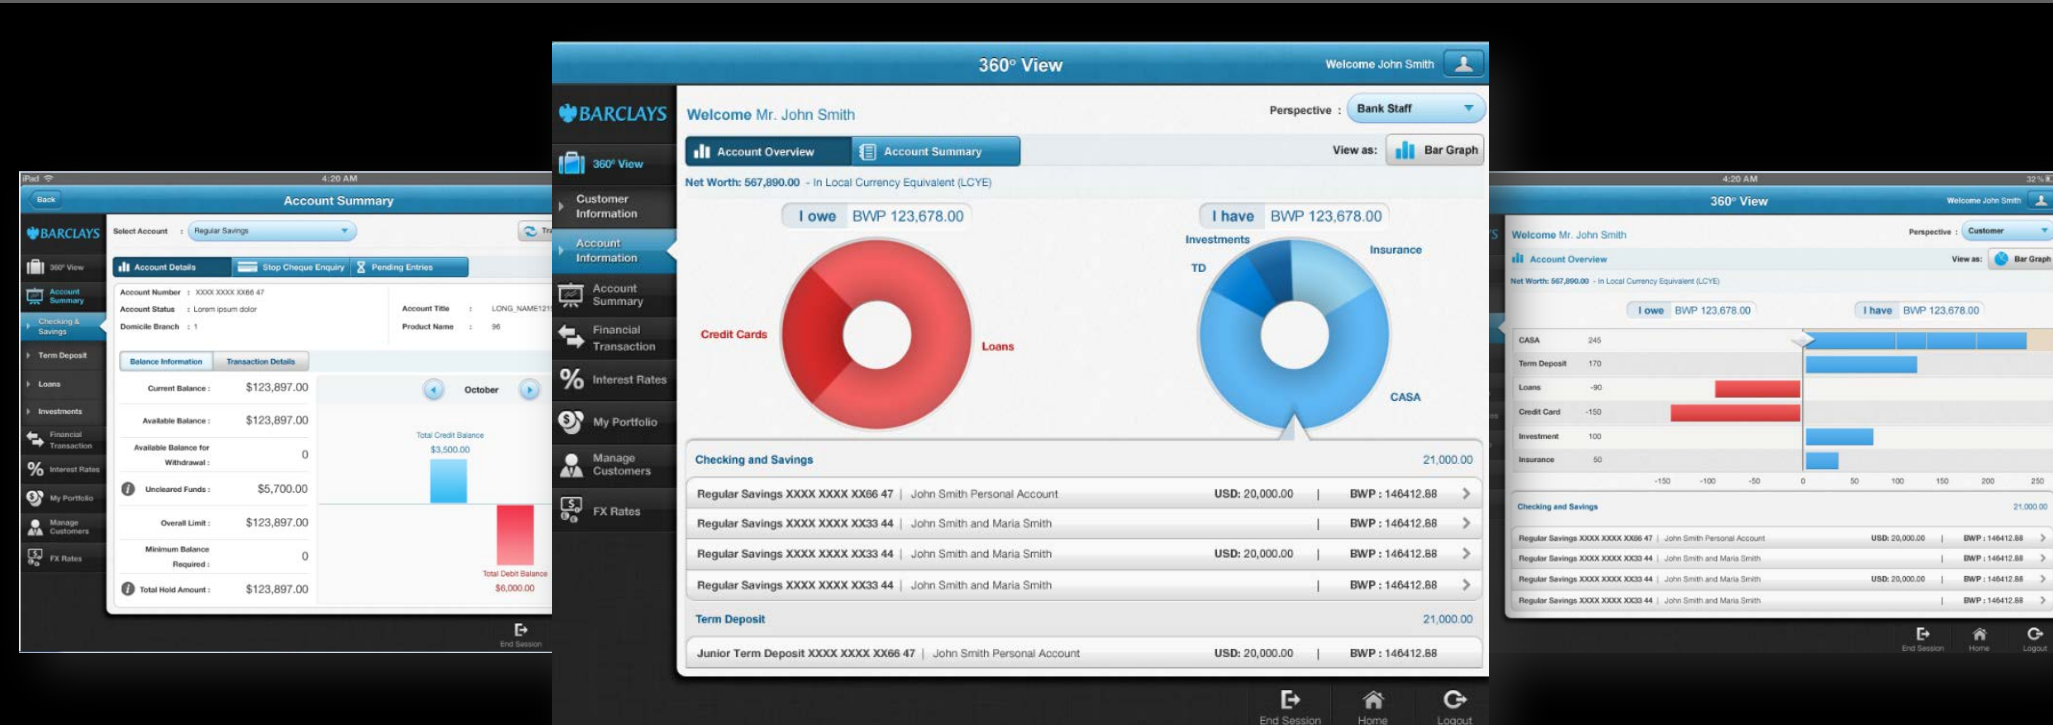 iPad 4:20 AM
Back Account Summary
BARCLAYS
360° View
Account Summary
Checking & Savings
Term Deposit
Loans
Investments
Financial Transaction
Interest Rates
My Portfolio
Manage Customers
FX Rates
Select Account : Regular Savings
Account Details Stop Cheque Enquiry Pending Entries
Account Number : XXXX XXXX XX66 47
Account Status : Lorem ipsum dolor Account Title :
Domicile Branch : 1 Product Name : 96
Balance Information Transaction Details
Current Balance : $123,897.00
Available Balance : $123,897.00
Available Balance for Withdrawal : 0
Uncleared Funds : $5,700.00
Overall Limit : $123,897.00
Minimum Balance Required : 0
Total Hold Amount : $123,897.00
October
Total Credit Balance
$3,500.00
Total Debit Balance
$6,000.00
End Session
360° View Welcome John Smith
BARCLAYS
360° View
Customer Information
Account Information
Account Summary
Financial Transaction
Interest Rates
My Portfolio
Manage Customers
FX Rates
Welcome Mr. John Smith Perspective : Bank Staff
Account Overview Account Summary View as: Bar Graph
Net Worth: 567,890.00 - In Local Currency Equivalent (LCYE)
I owe BWP 123,678.00
Credit Cards
Loans
I have BWP 123,678.00
Investments
Insurance
TD
CASA
Checking and Savings 21,000.00
Regular Savings XXXX XXXX XX66 47 | John Smith Personal Account USD: 20,000.00 | BWP : 146412.88
Regular Savings XXXX XXXX XX33 44 | John Smith and Maria Smith | BWP : 146412.88
Regular Savings XXXX XXXX XX33 44 | John Smith and Maria Smith USD: 20,000.00 | BWP : 146412.88
Regular Savings XXXX XXXX XX33 44 | John Smith and Maria Smith | BWP : 146412.88
Term Deposit 21,000.00
Junior Term Deposit XXXX XXXX XX66 47 | John Smith Personal Account USD: 20,000.00 | BWP : 146412.88
End Session Home Logout
4:20 AM 32%
360° View Welcome John Smith
Welcome Mr. John Smith Perspective : Customer
Account Overview View as: Bar Graph
Net Worth: 567,890.00 - In Local Currency Equivalent (LCYE)
I owe BWP 123,678.00 I have BWP 123,678.00
CASA 245
Term Deposit 170
Loans -90
Credit Card -150
Investment 100
Insurance 50
-150 -100 -50 0 50 100 150 200 250
Checking and Savings 21,000.00
Regular Savings XXXX XXXX XX66 47 | John Smith Personal Account USD: 20,000.00 | BWP : 146412.88
Regular Savings XXXX XXXX XX33 44 | John Smith and Maria Smith | BWP : 146412.88
Regular Savings XXXX XXXX XX33 44 | John Smith and Maria Smith USD: 20,000.00 | BWP : 146412.88
Regular Savings XXXX XXXX XX33 44 | John Smith and Maria Smith | BWP : 146412.88
End Session Home Logout